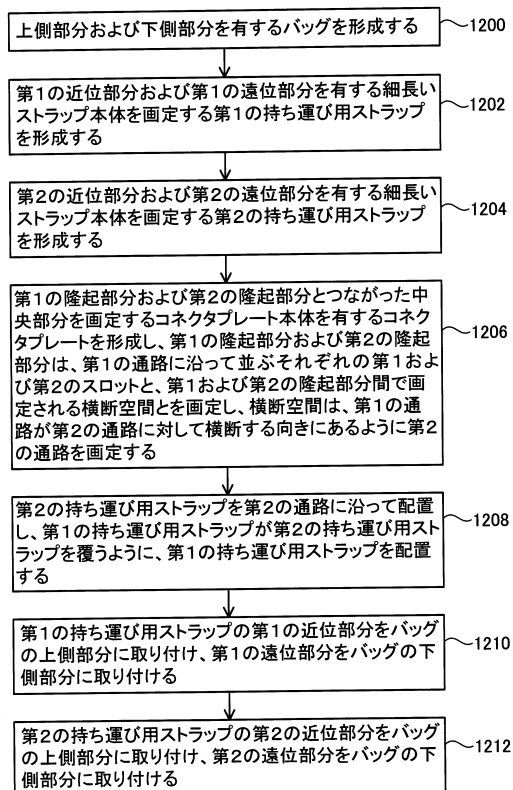 上側部分および下側部分を有するバッグを形成する
1200
第1の近位部分および第1の遠位部分を有する細長い
ストラップ本体を画定する第1の持ち運び用ストラップ
を形成する
1202
第2の近位部分および第2の遠位部分を有する細長い
ストラップ本体を画定する第2の持ち運び用ストラップ
を形成する
1204
第1の隆起部分および第2の隆起部分とつながった中
央部分を画定するコネクタプレート本体を有するコネク
タプレートを形成し、第1の隆起部分および第2の隆起
部分は、第1の通路に沿って並ぶそれぞれの第1およ
び第2のスロットと、第1および第2の隆起部分間で画
定される横断空間とを画定し、横断空間は、第1の通
路が第2の通路に対して横断する向きにあるように第2
の通路を画定する
1206
第2の持ち運び用ストラップを第2の通路に沿って配置
し、第1の持ち運び用ストラップが第2の持ち運び用スト
ラップを覆うように、第1の持ち運び用ストラップを配置
する
1208
第1の持ち運び用ストラップの第1の近位部分をバッグ
の上側部分に取り付け、第1の遠位部分をバッグの下
側部分に取り付ける
1210
第2の持ち運び用ストラップの第2の近位部分をバッグ
の上側部分に取り付け、第2の遠位部分をバッグの下
側部分に取り付ける
1212